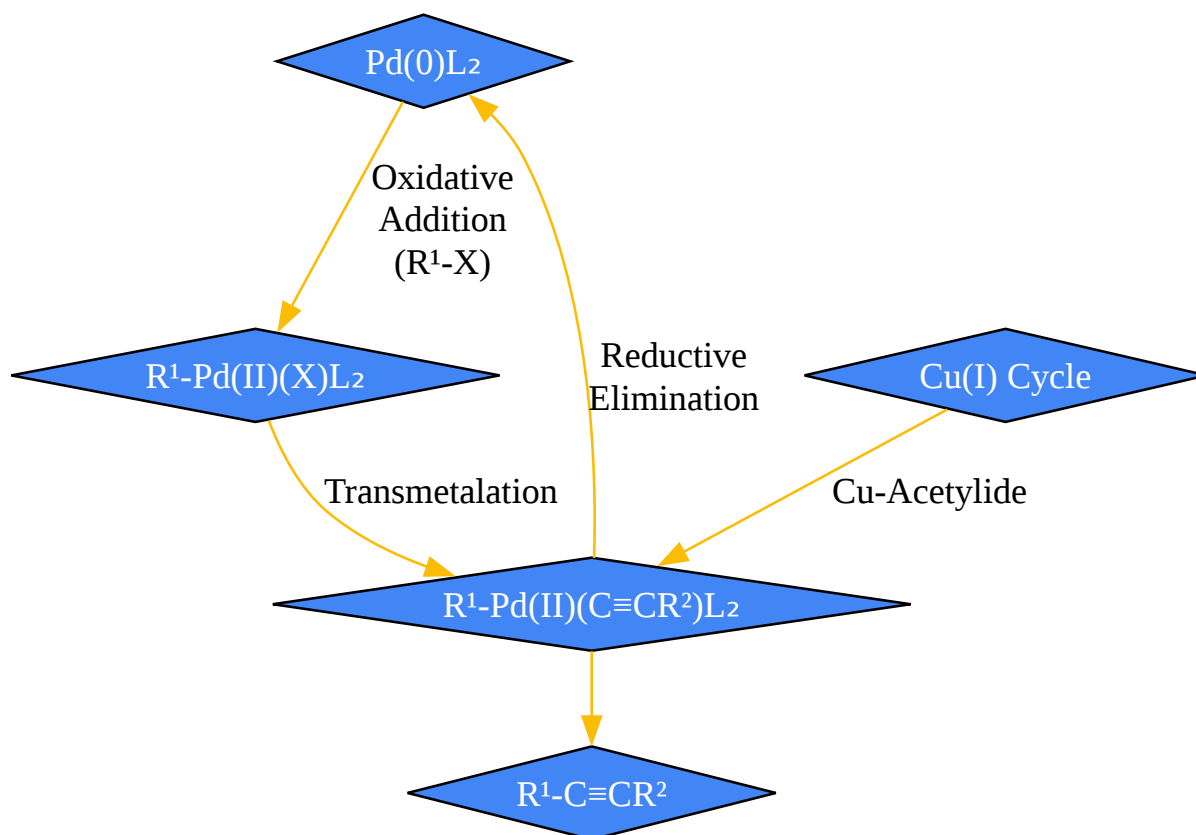 Pd(0)L₂
Oxidative
Addition
(R¹-X)
Reductive
Elimination
R¹-Pd(II)(X)L₂
Cu(I) Cycle
Transmetalation
Cu-Acetylide
R¹-Pd(II)(C≡CR²)L₂
R¹-C≡CR²